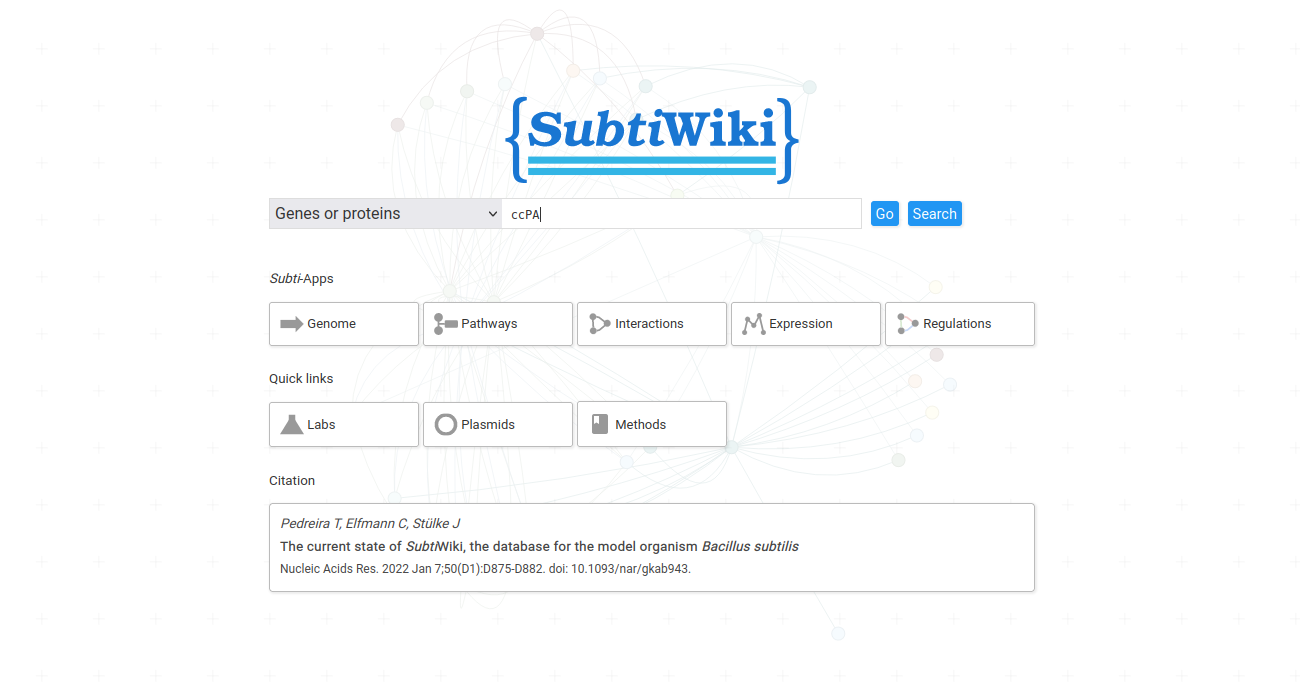 {SubtiWiki}
Genes or proteins ccPA Go Search
Subti-Apps
Genome Pathways Interactions Expression Regulations
Quick links
Labs Plasmids Methods
Citation
Pedreira T, Elfmann C, Stülke J
The current state of SubtiWiki, the database for the model organism Bacillus subtilis
Nucleic Acids Res. 2022 Jan 7;50(D1):D875-D882. doi: 10.1093/nar/gkab943.